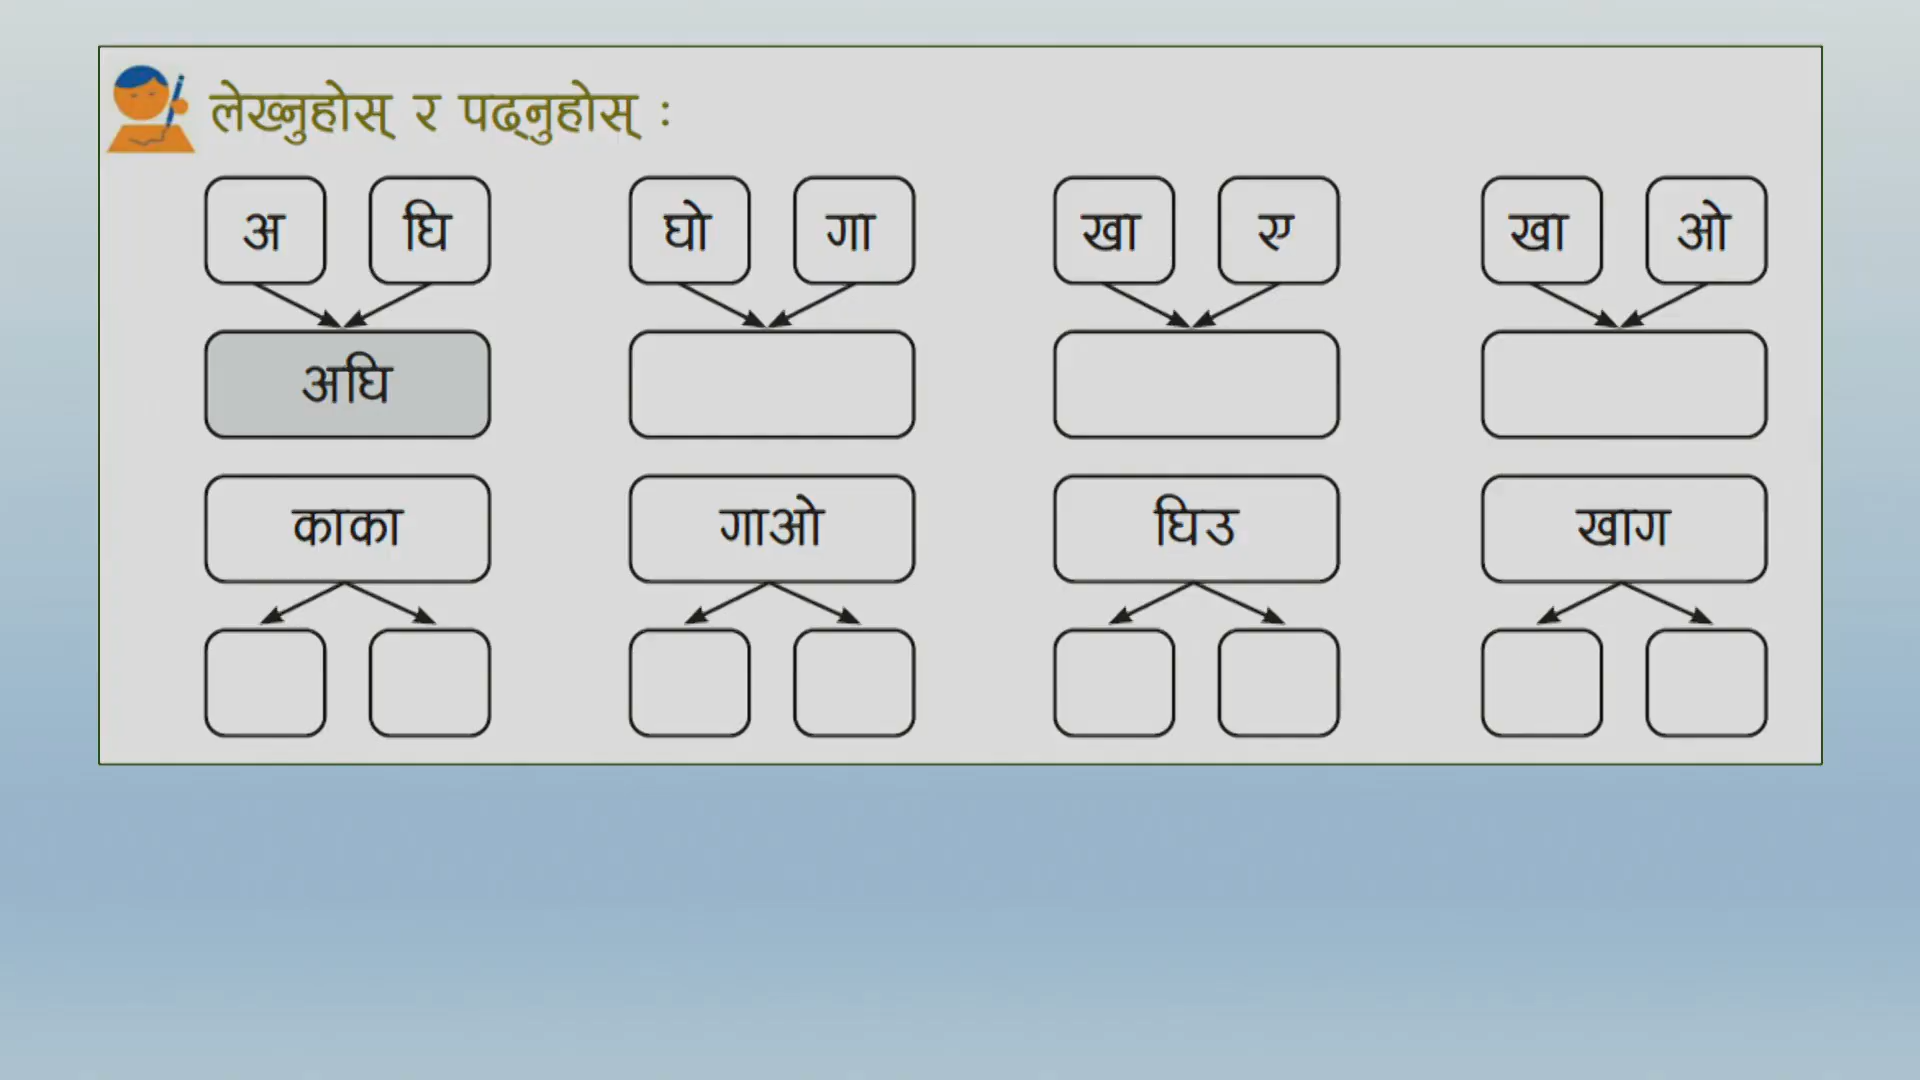 लेख्नुहोस् र पढ्नुहोस् :
अ घि घो गा खा ए खा ओ
अघि
काका गाओ घिउ खाग